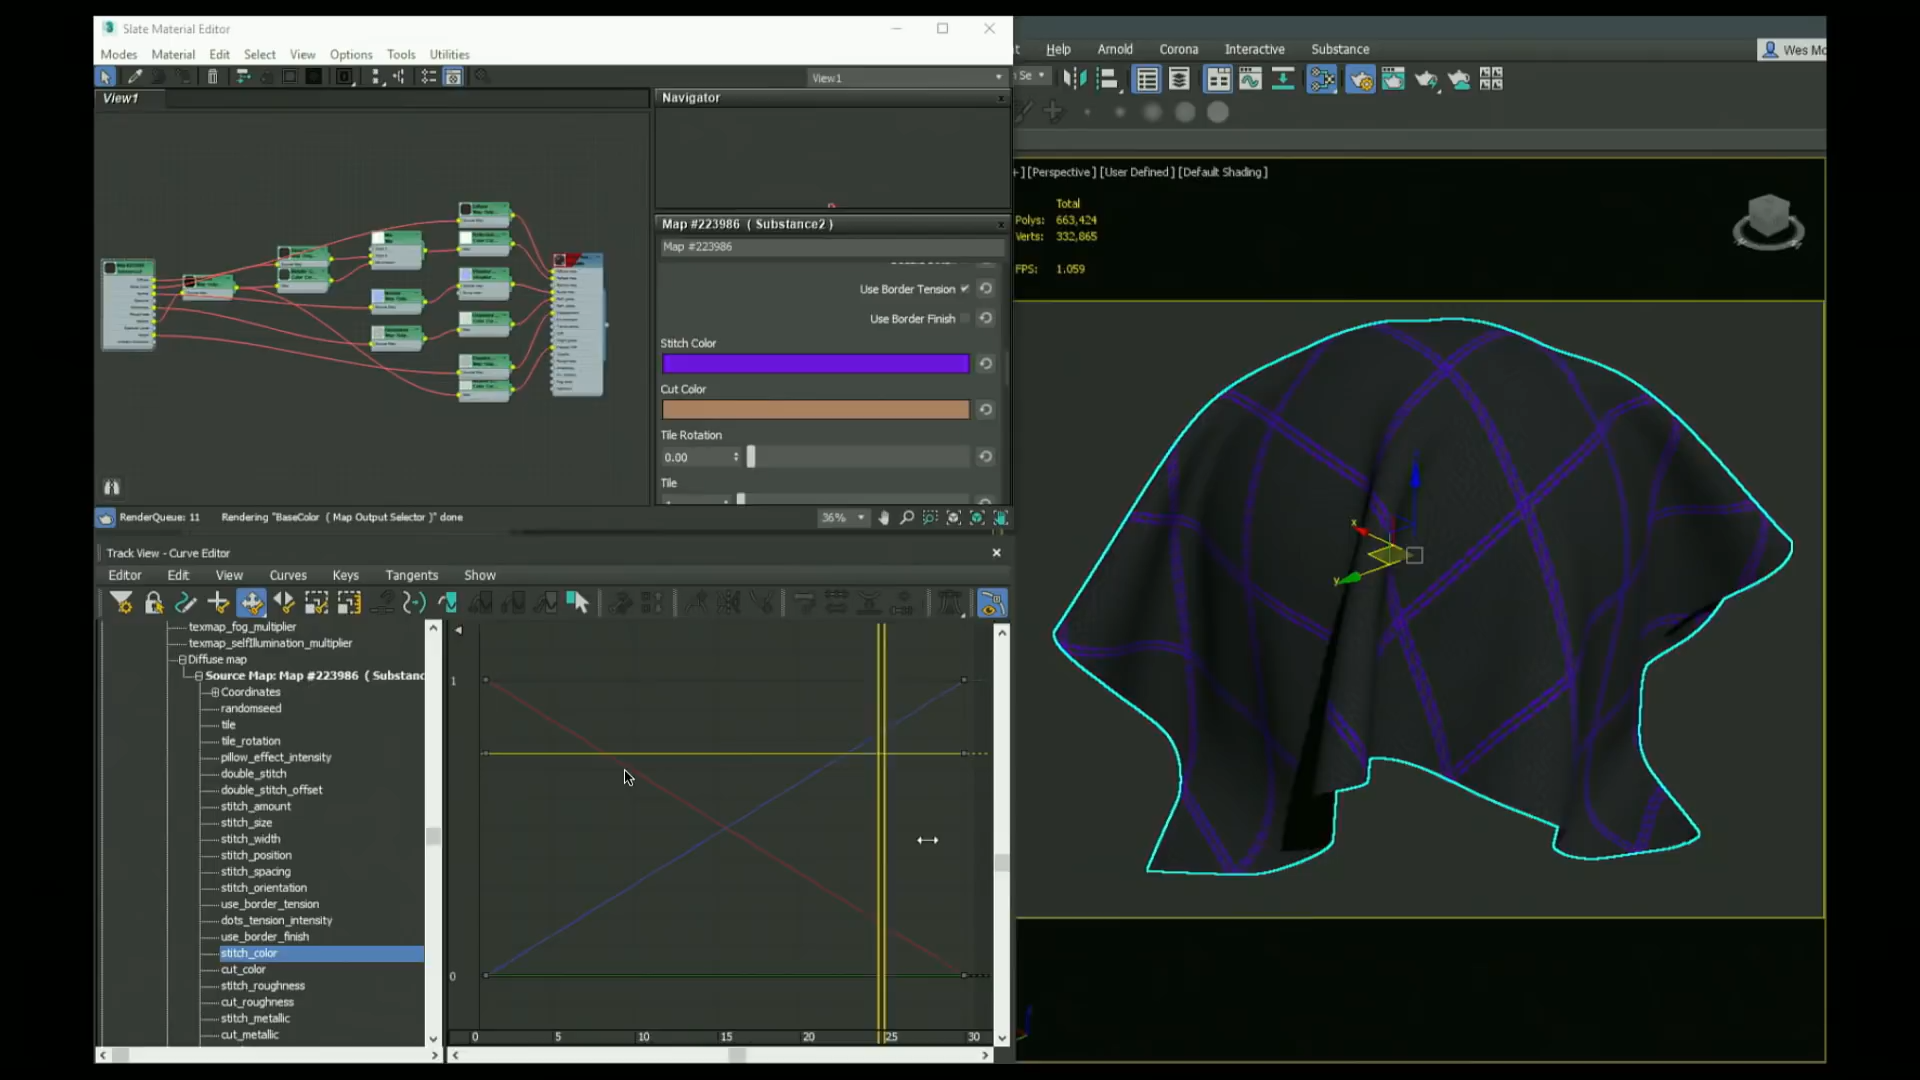 Slate Material Editor
Modes Material Edit Select View Options Tools Utilities
View1
View1
Navigator
Map #223986 ( Substance2 )
Map #223986
Use Border Tension
Use Border Finish
Stitch Color
Cut Color
Tile Rotation
0.00
Tile
RenderQueue: 11 Rendering "BaseColor ( Map Output Selector )" done
36%
Track View - Curve Editor
Editor Edit View Curves Keys Tangents Show
texmap_fog_multiplier
texmap_selfIllumination_multiplier
Diffuse map
Source Map: Map #223986 ( Substanc
Coordinates
randomseed
tile
tile_rotation
pillow_effect_intensity
double_stitch
double_stitch_offset
stitch_amount
stitch_size
stitch_width
stitch_position
stitch_spacing
stitch_orientation
use_border_tension
dots_tension_intensity
use_border_finish
stitch_color
cut_color
stitch_roughness
cut_roughness
stitch_metallic
cut_metallic
1
0
0 5 10 15 20 25 30
Help Arnold Corona Interactive Substance
Wes Mc
Se
[Perspective] [User Defined] [Default Shading]
Total
Polys: 663,424
Verts: 332,865
FPS: 1.059
x
y